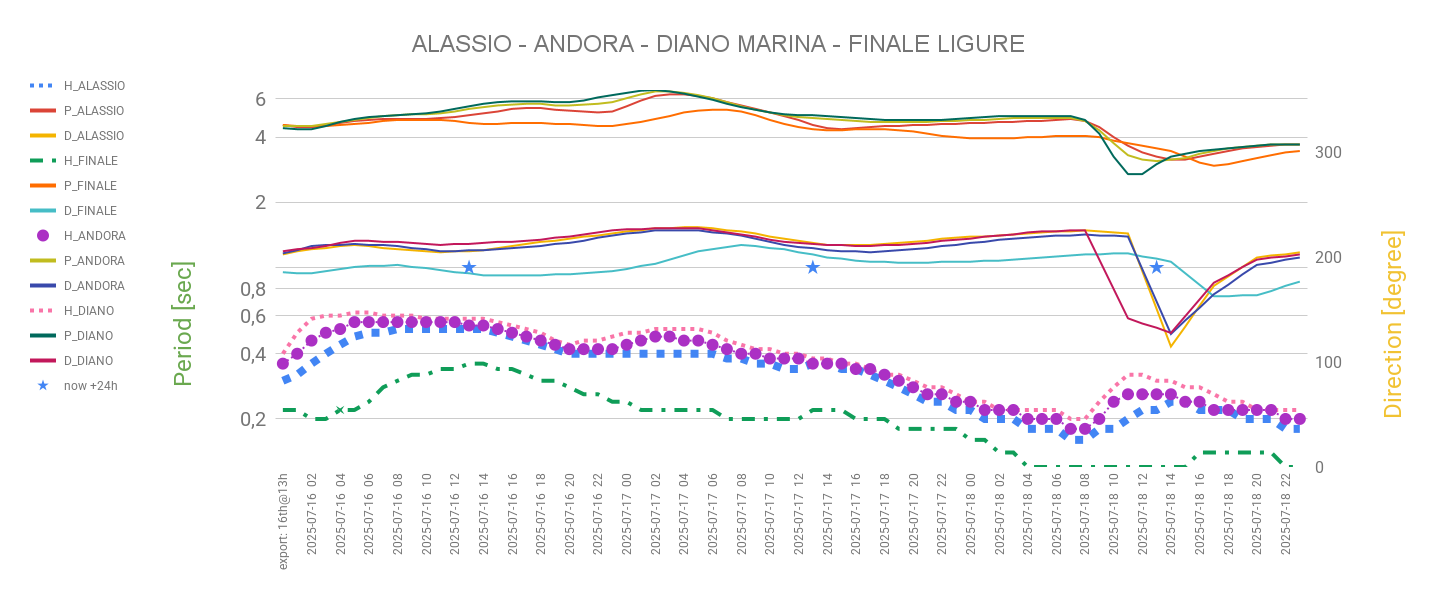 ALASSIO - ANDORA - DIANO MARINA - FINALE LIGURE
H_ALASSIO
P_ALASSIO
D_ALASSIO
H_FINALE
P_FINALE
D_FINALE
H_ANDORA
P_ANDORA
D_ANDORA
H_DIANO
P_DIANO
D_DIANO
now +24h
Period [sec]
6
4
2
0,8
0,6
0,4
0,2
300
200
100
0
Direction [degree]
export: 16th@13h
2025-07-16 02
2025-07-16 04
2025-07-16 06
2025-07-16 08
2025-07-16 10
2025-07-16 12
2025-07-16 14
2025-07-16 16
2025-07-16 18
2025-07-16 20
2025-07-16 22
2025-07-17 00
2025-07-17 02
2025-07-17 04
2025-07-17 06
2025-07-17 08
2025-07-17 10
2025-07-17 12
2025-07-17 14
2025-07-17 16
2025-07-17 18
2025-07-17 20
2025-07-17 22
2025-07-18 00
2025-07-18 02
2025-07-18 04
2025-07-18 06
2025-07-18 08
2025-07-18 10
2025-07-18 12
2025-07-18 14
2025-07-18 16
2025-07-18 18
2025-07-18 20
2025-07-18 22